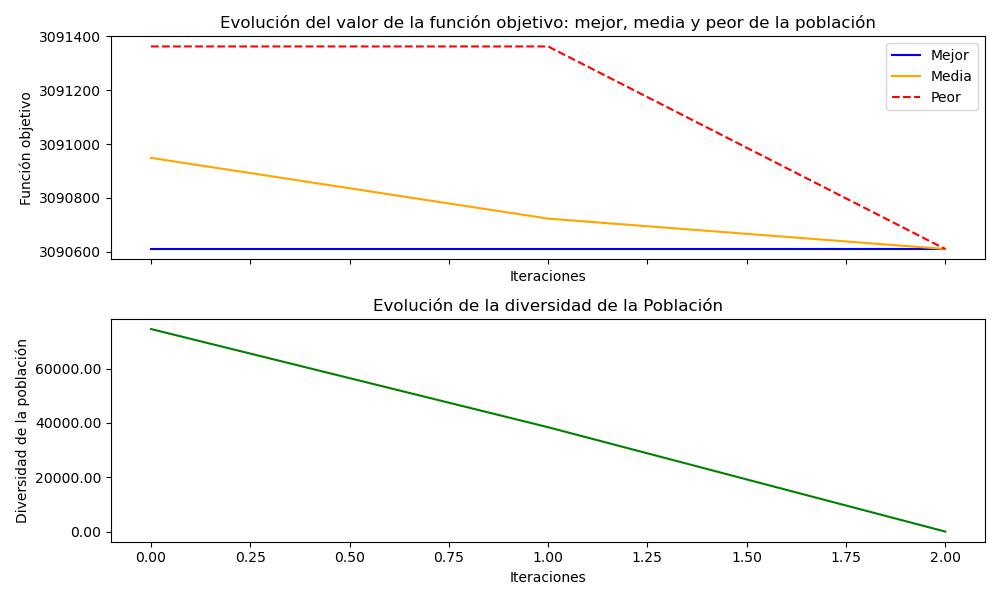 Evolución del valor de la función objetivo: mejor, media y peor de la población
3091400
3091200
3091000
3090800
3090600
Función objetivo
Mejor
Media
Peor
Iteraciones
Evolución de la diversidad de la Población
60000.00
40000.00
20000.00
0.00
Diversidad de la población
0.00 0.25 0.50 0.75 1.00 1.25 1.50 1.75 2.00
Iteraciones